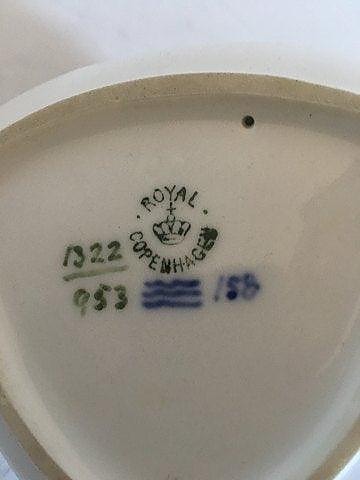 · ROYAL ·
COPENHAGEN
1322
953 158